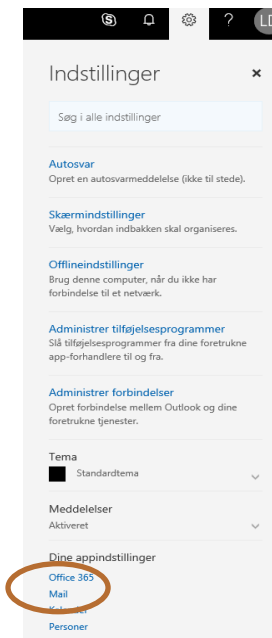 LD
Indstillinger
Søg i alle indstillinger
Autosvar
Opret en autosvarmeddelelse (ikke til stede).
Skærmindstillinger
Vælg, hvordan indbakken skal organiseres.
Offlineindstillinger
Brug denne computer, når du ikke har
forbindelse til et netværk.
Administrer tilføjelsesprogrammer
Slå tilføjelsesprogrammer fra dine foretrukne
app-forhandlere til og fra.
Administrer forbindelser
Opret forbindelse mellem Outlook og dine
foretrukne tjenester.
Tema
Standardtema
Meddelelser
Aktiveret
Dine appindstillinger
Office 365
Mail
Kalender
Personer